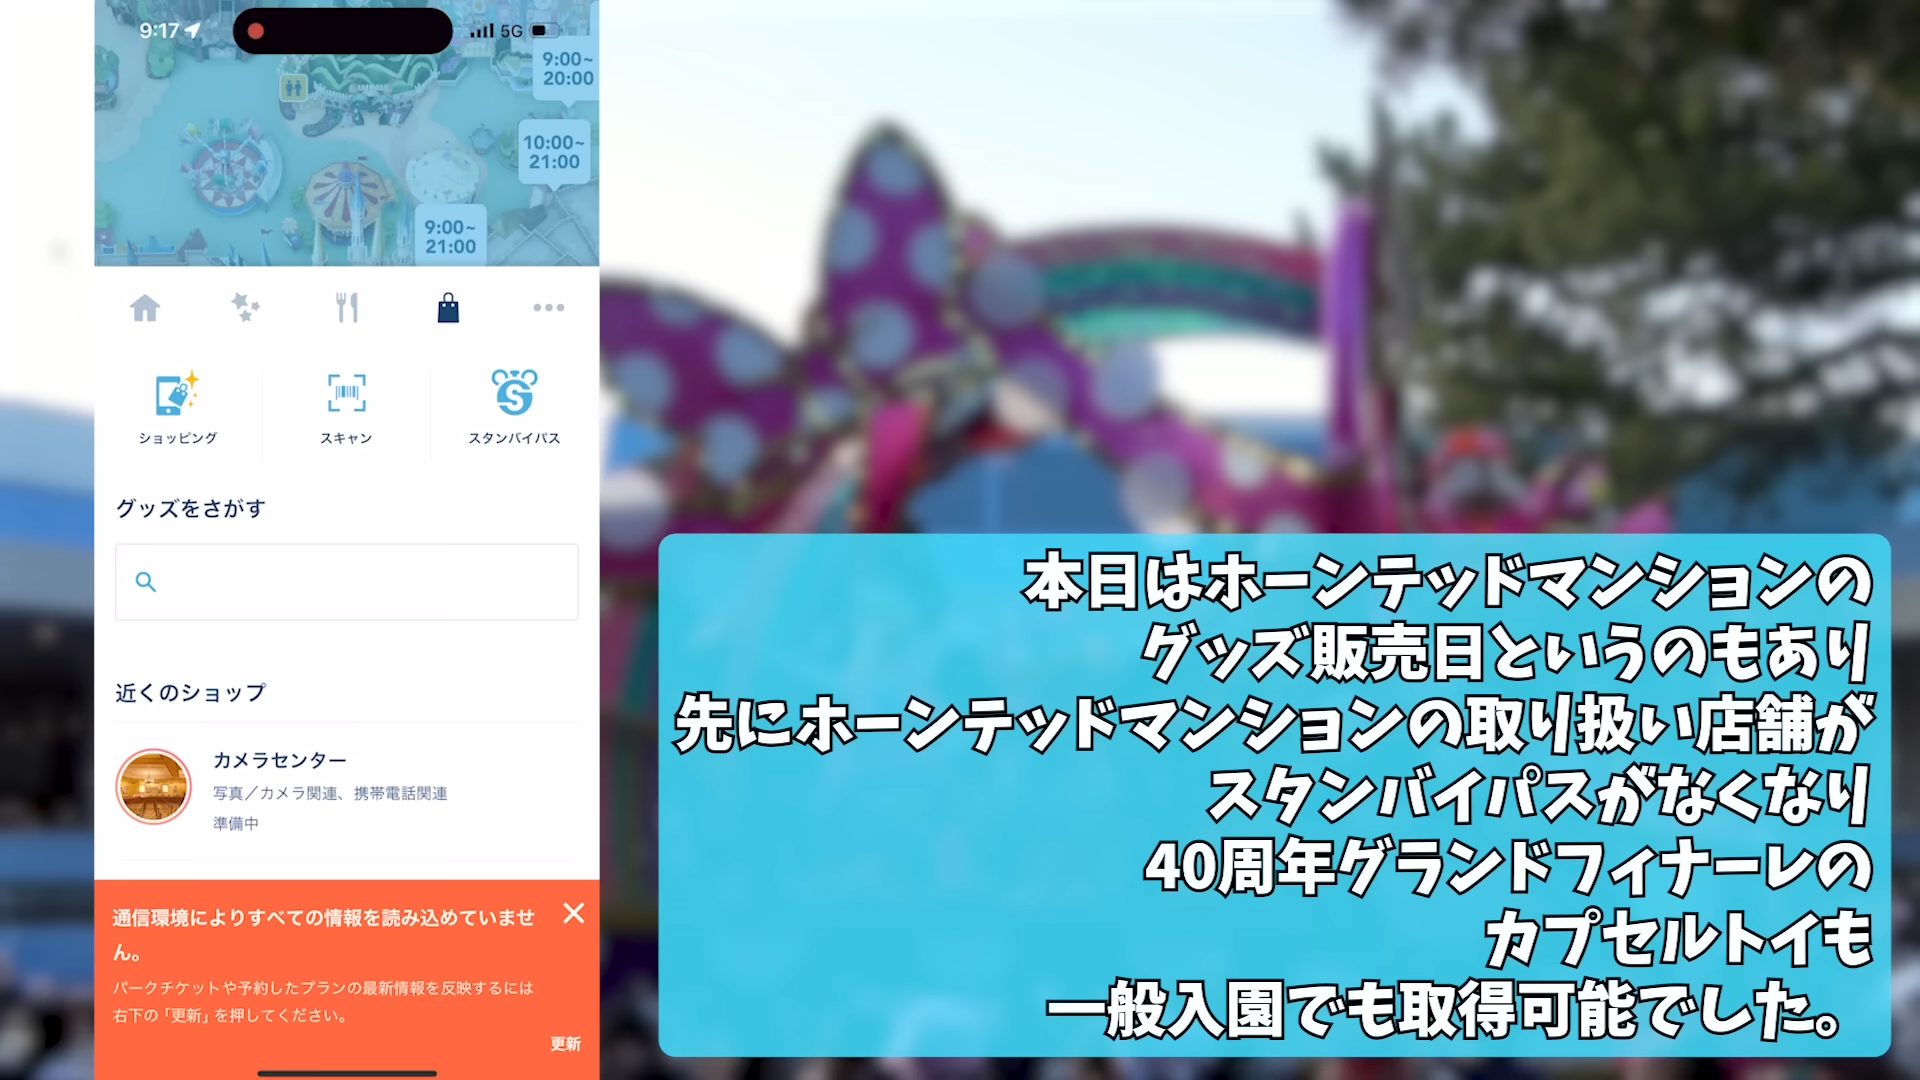 9:17
5G
9:00~
20:00
10:00~
21:00
9:00~
21:00
ショッピング
スキャン
スタンバイパス
グッズをさがす
近くのショップ
カメラセンター
写真／カメラ関連、携帯電話関連
準備中
通信環境によりすべての情報を読み込めていませ
ん。
パークチケットや予約したプランの最新情報を反映するには
右下の「更新」を押してください。
更新
本日はホーンテッドマンションの
グッズ販売日というのもあり
先にホーンテッドマンションの取り扱い店舗が
スタンバイパスがなくなり
40周年グランドフィナーレの
カプセルトイも
一般入園でも取得可能でした。